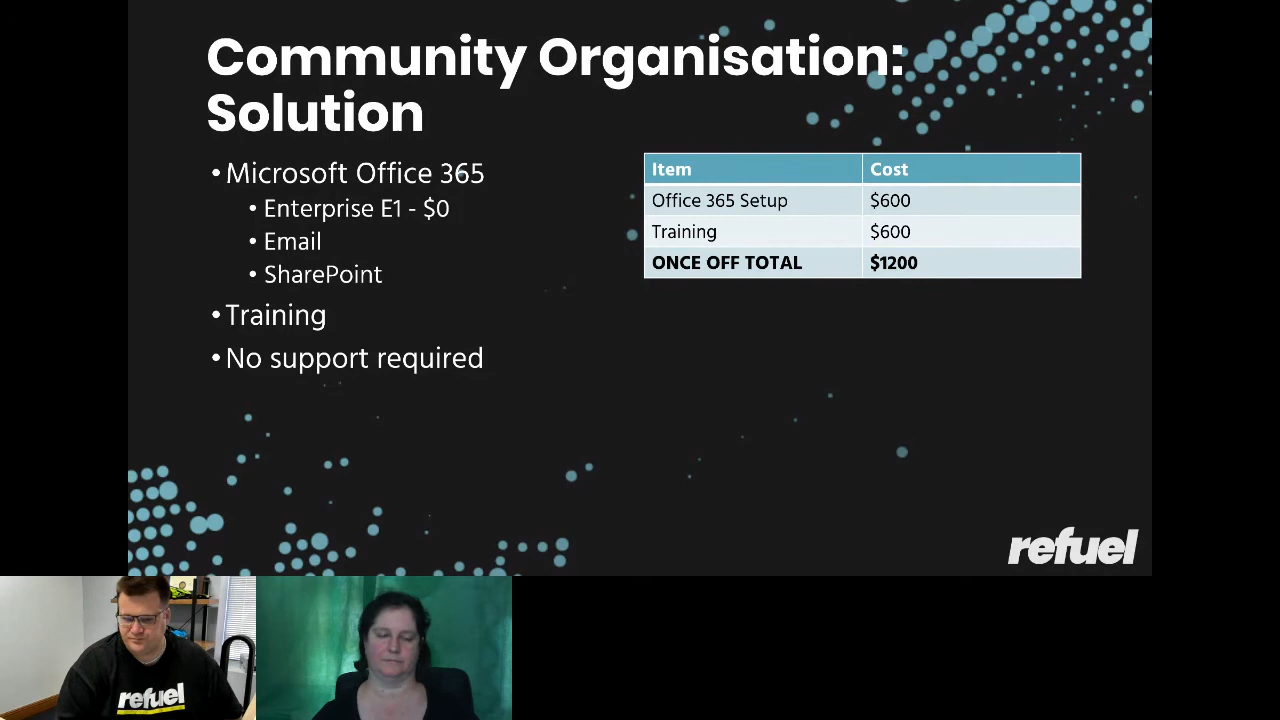 Community Organisation:
Solution
• Microsoft Office 365
• Enterprise E1 - $0
• Email
• SharePoint
• Training
• No support required
Item Cost
Office 365 Setup $600
Training $600
ONCE OFF TOTAL $1200
refuel
refuel